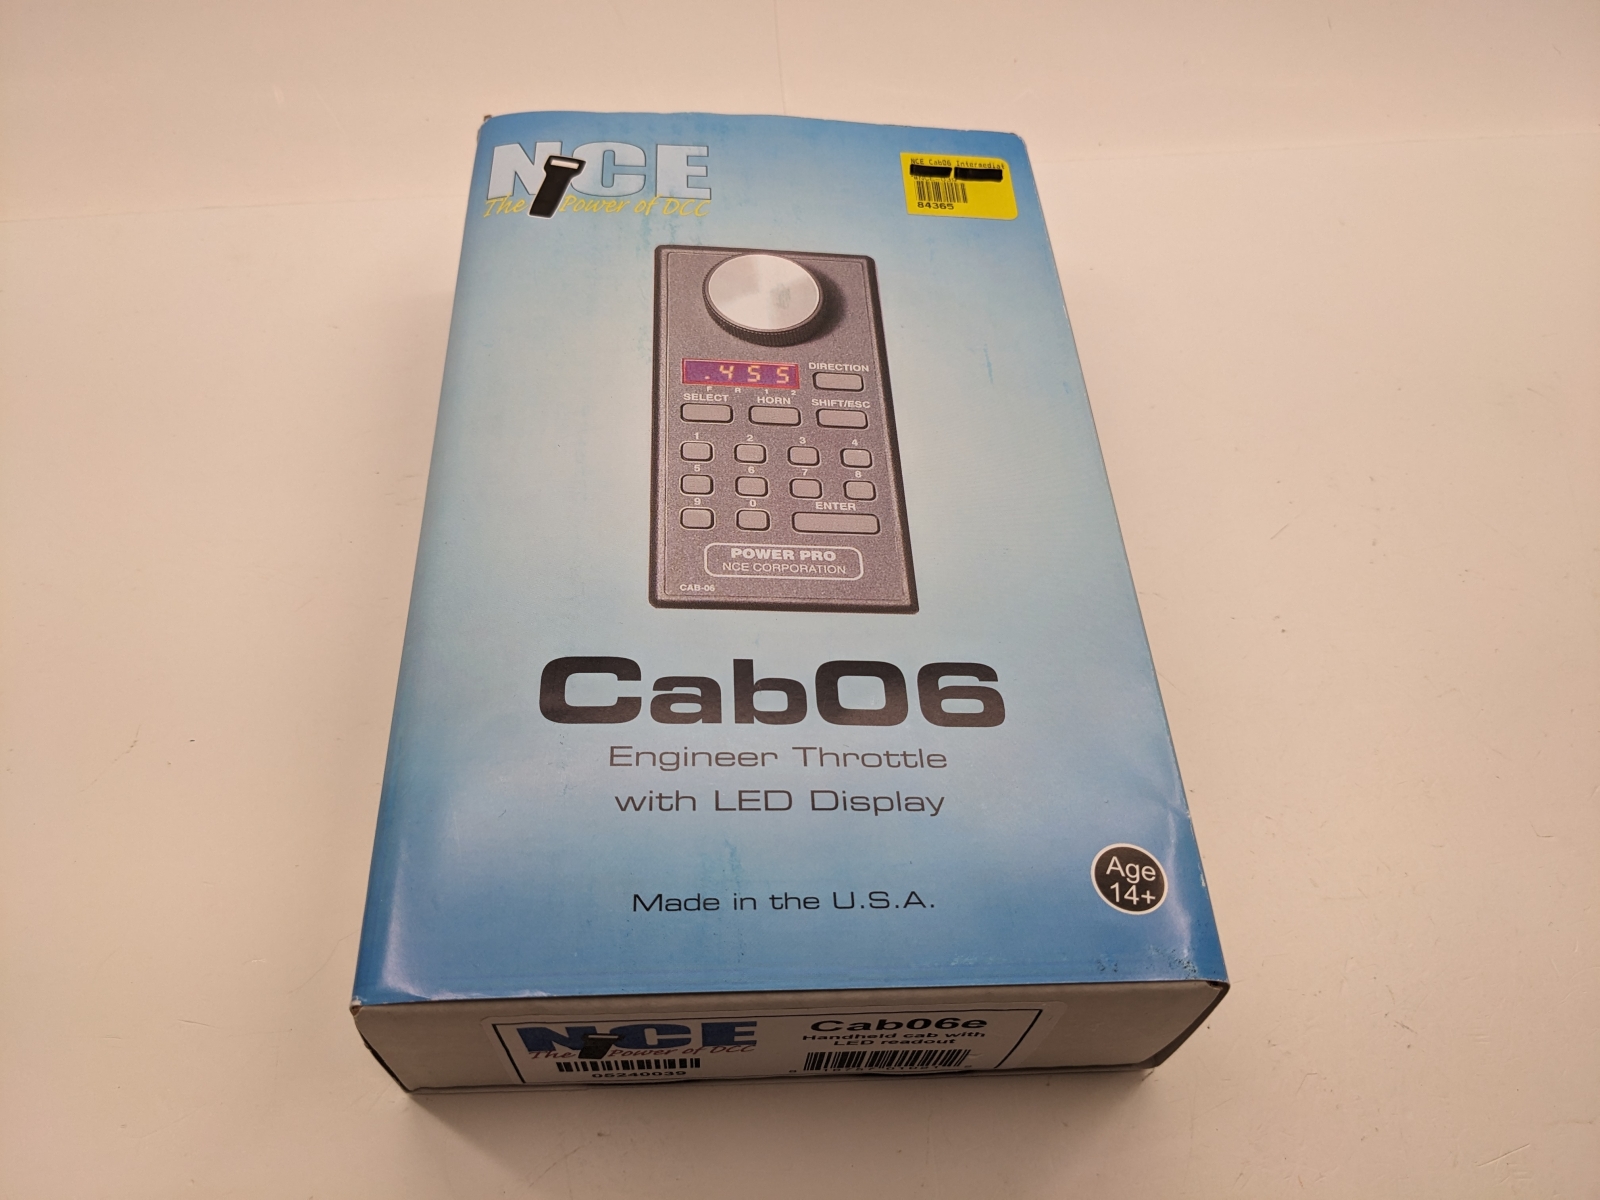 NCE
The Power of DCC
NCE Cab06 Intermediat
84365
.455
DIRECTION
F R 1 2
SELECT HORN SHIFT/ESC
1 2 3 4
5 6 7 8
9 0 ENTER
POWER PRO
NCE CORPORATION
CAB-06
Cab06
Engineer Throttle
with LED Display
Age
14+
Made in the U.S.A.
NCE
The Power of DCC
05240039
Cab06e
Handheld cab with
LED readout